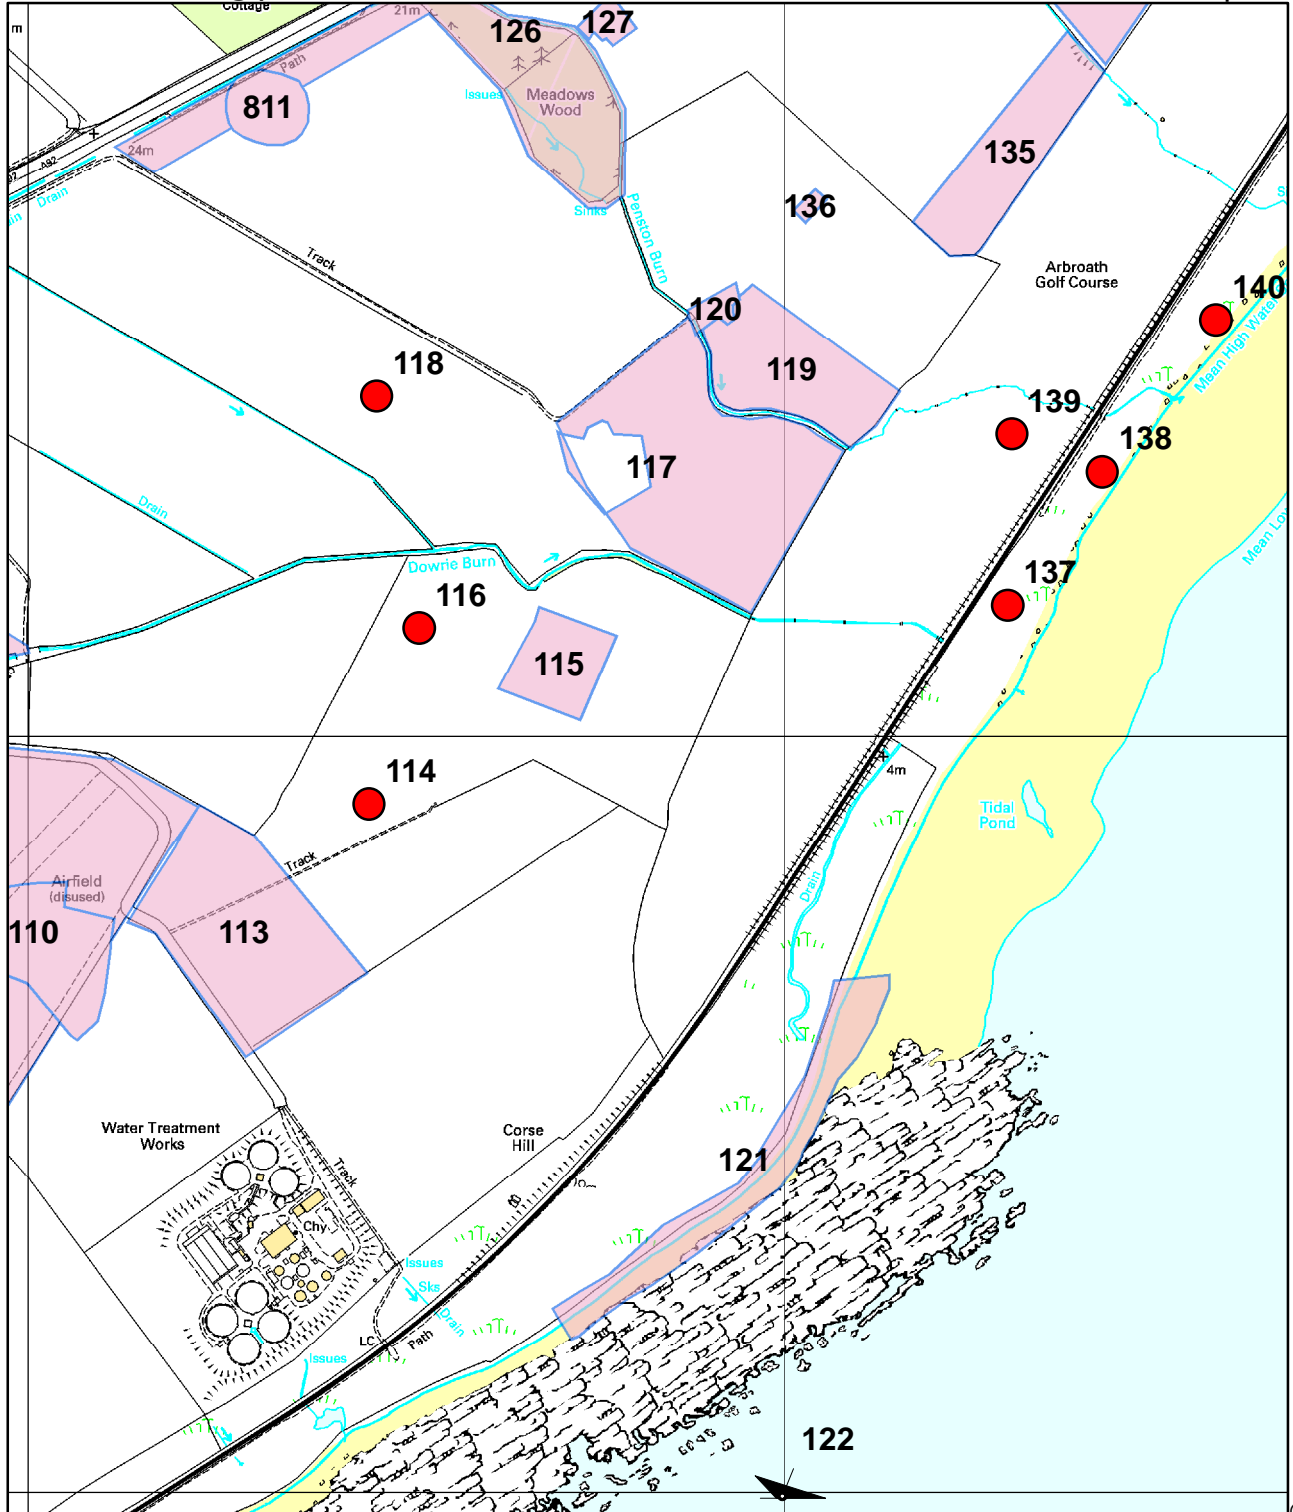 Cottage
21m
127
m
126
Path
811
Issues
Meadows
Wood
24m
A92
135
Drain
Sinks
Penston Burn
136
Track
Arbroath
Golf Course
140
120
Mean High Water
118
119
139
138
117
Drain
Mean Lo
Dowrie Burn
137
116
115
114
4m
Tidal
Pond
Track
Airfield
(disused)
Drain
110
113
Water Treatment
Works
Corse
Hill
Track
121
Chy
Issues
Sks
Drain
LC
Path
Issues
122